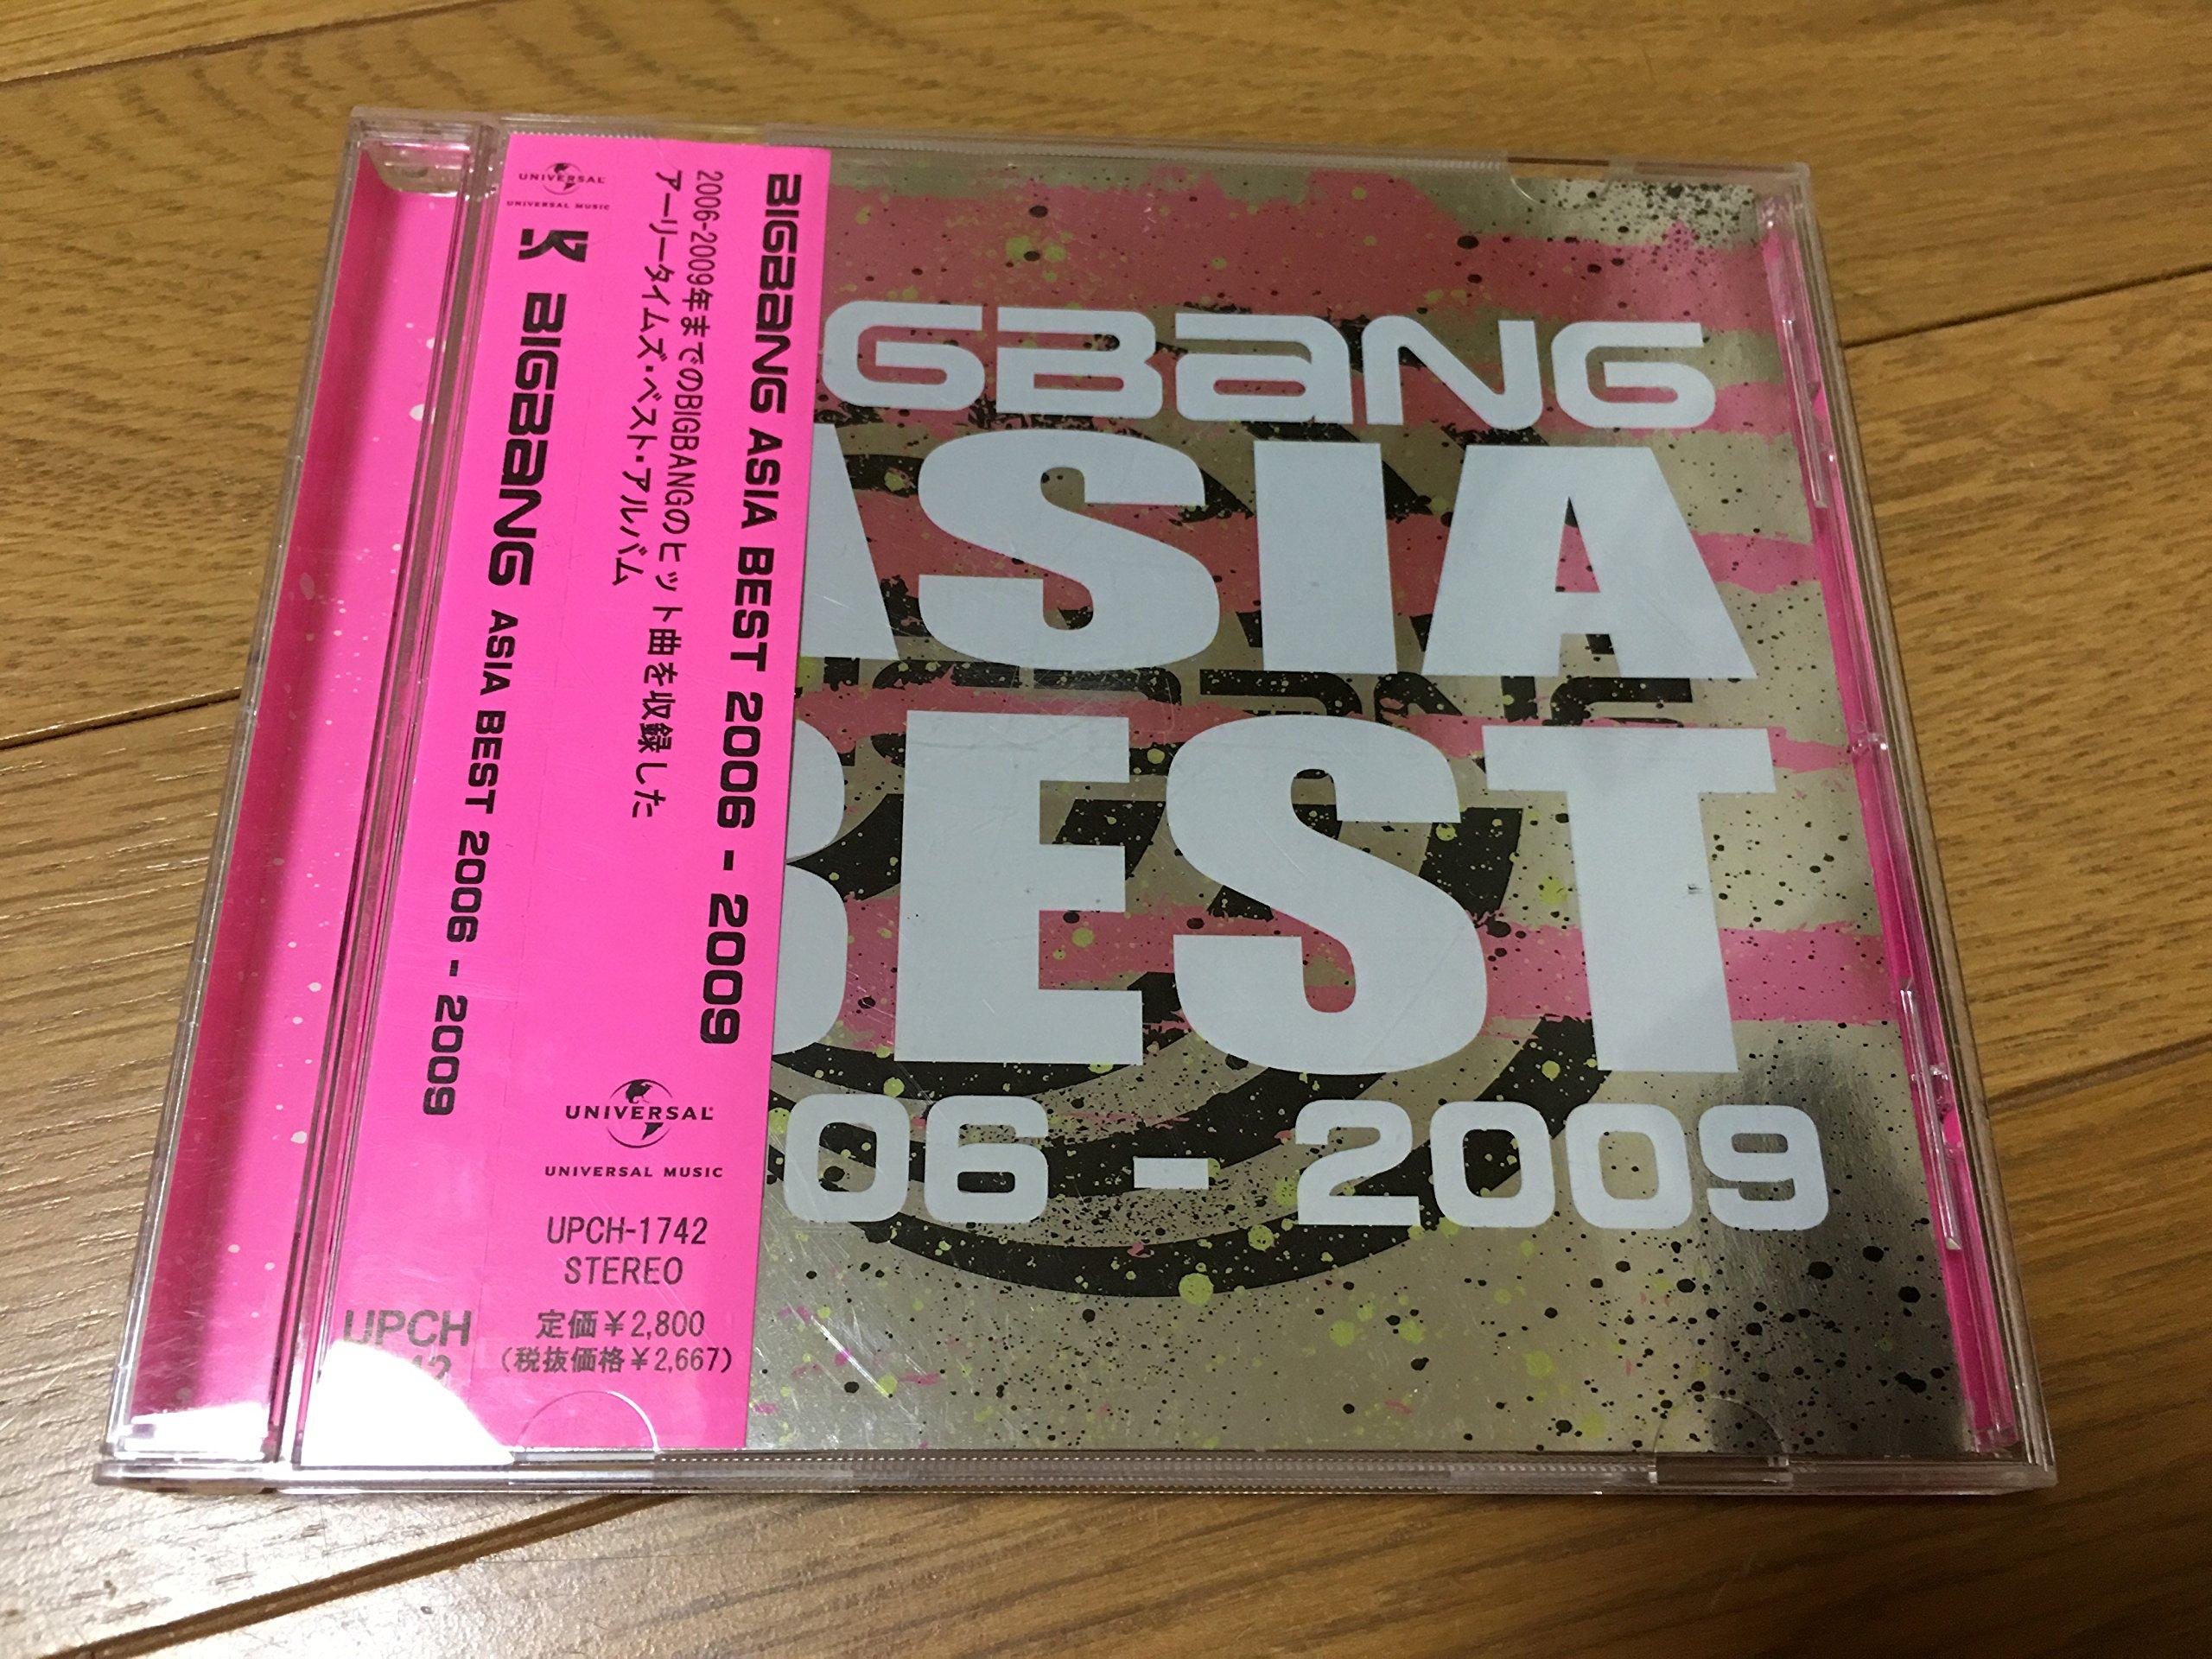 UNIVERSAL
UNIVERSAL MUSIC
BIGBANG ASIA BEST 2006 - 2009
UPCH
BIGBANG ASIA BEST 2006 - 2009
2006-2009年までのBIGBANGのヒット曲を収録した
アーリータイムズ・ベスト・アルバム
UNIVERSAL
UNIVERSAL MUSIC
UPCH-1742
STEREO
定価¥2,800
(税抜価格¥2,667)
GBANG
ASIA
BEST
06 - 2009